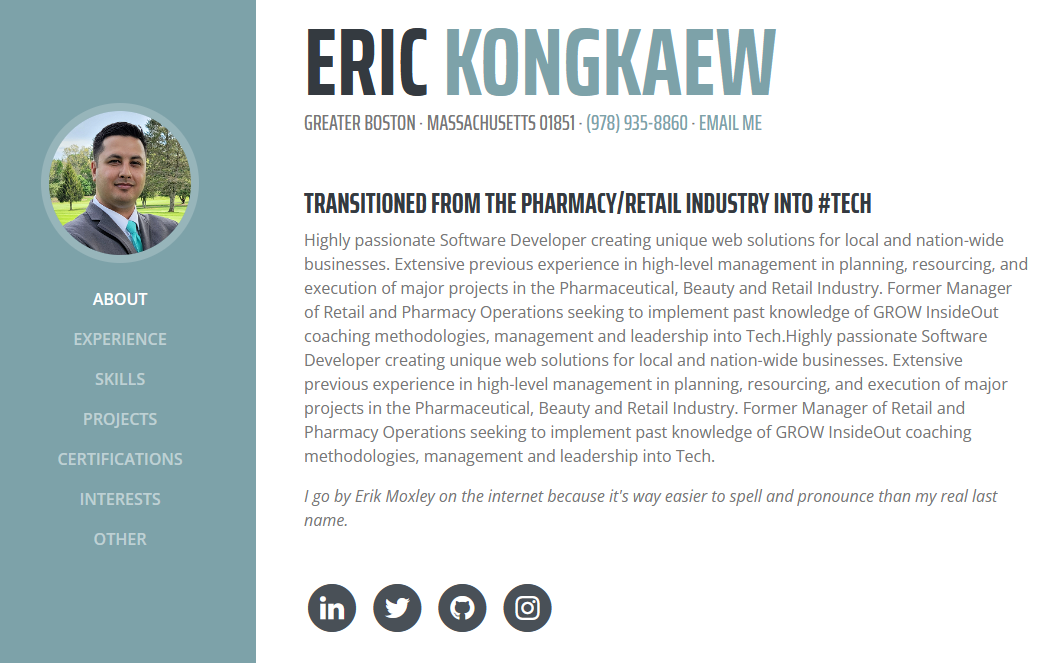 ERIC KONGKAEW
GREATER BOSTON · MASSACHUSETTS 01851 · (978) 935-8860 · EMAIL ME
ABOUT
EXPERIENCE
SKILLS
PROJECTS
CERTIFICATIONS
INTERESTS
OTHER
TRANSITIONED FROM THE PHARMACY/RETAIL INDUSTRY INTO #TECH
Highly passionate Software Developer creating unique web solutions for local and nation-wide
businesses. Extensive previous experience in high-level management in planning, resourcing, and
execution of major projects in the Pharmaceutical, Beauty and Retail Industry. Former Manager
of Retail and Pharmacy Operations seeking to implement past knowledge of GROW InsideOut
coaching methodologies, management and leadership into Tech.Highly passionate Software
Developer creating unique web solutions for local and nation-wide businesses. Extensive
previous experience in high-level management in planning, resourcing, and execution of major
projects in the Pharmaceutical, Beauty and Retail Industry. Former Manager of Retail and
Pharmacy Operations seeking to implement past knowledge of GROW InsideOut coaching
methodologies, management and leadership into Tech.
I go by Erik Moxley on the internet because it's way easier to spell and pronounce than my real last
name.
in